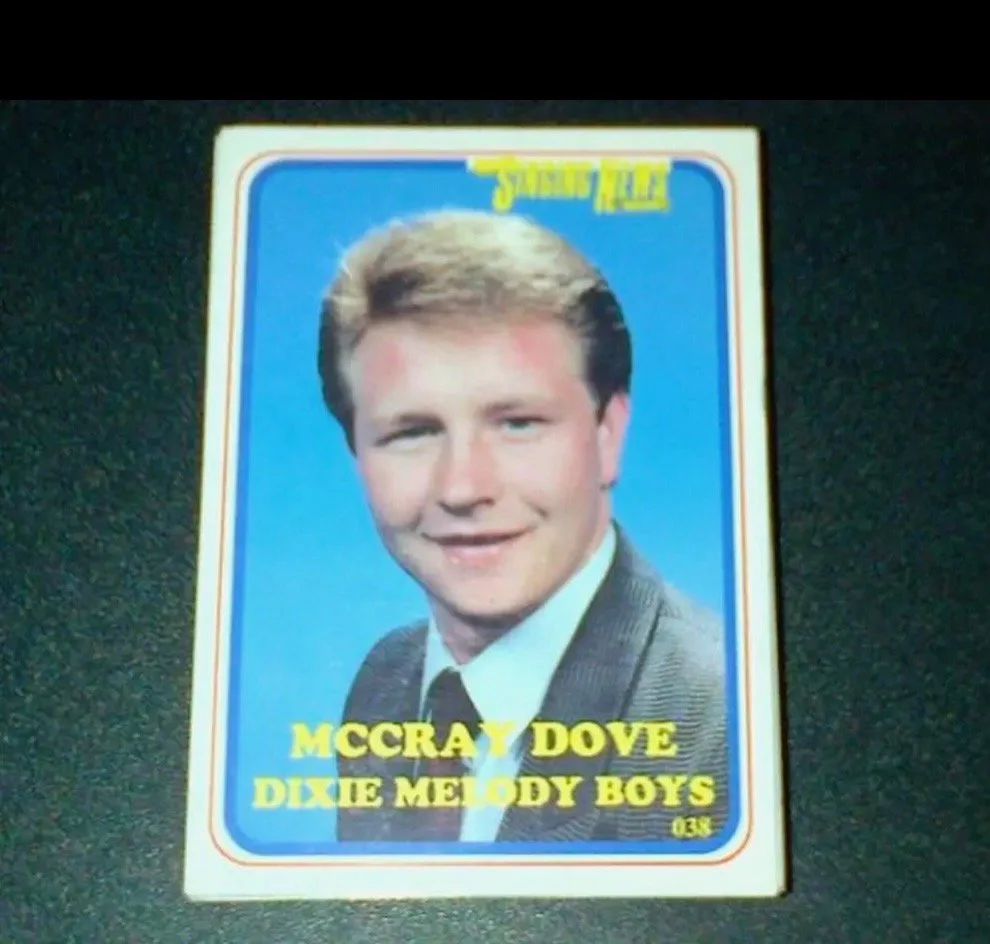 SINGING NEWS
MCCRAY DOVE
DIXIE MELODY BOYS
038